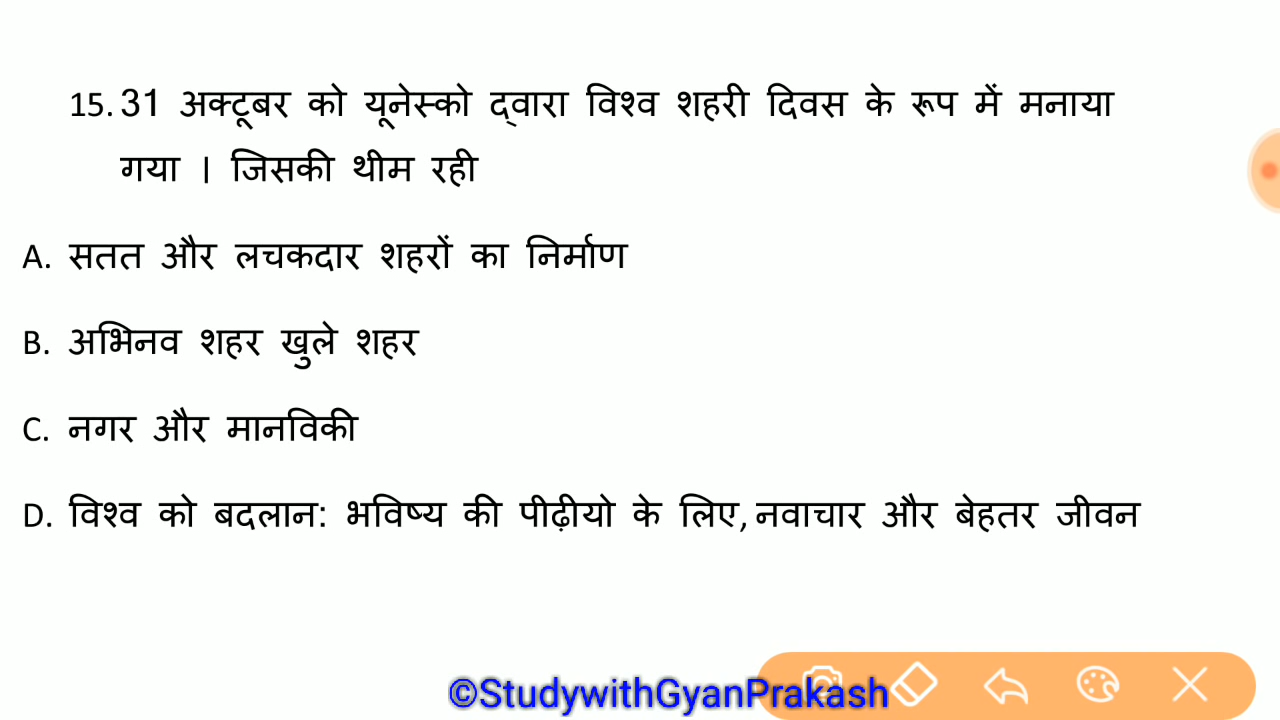 15. 31 अक्टूबर को यूनेस्को द्वारा विश्व शहरी दिवस के रूप में मनाया
गया । जिसकी थीम रही
A. सतत और लचकदार शहरों का निर्माण
B. अभिनव शहर खुले शहर
C. नगर और मानविकी
D. विश्व को बदलान: भविष्य की पीढ़ीयो के लिए, नवाचार और बेहतर जीवन
©StudywithGyanPrakash